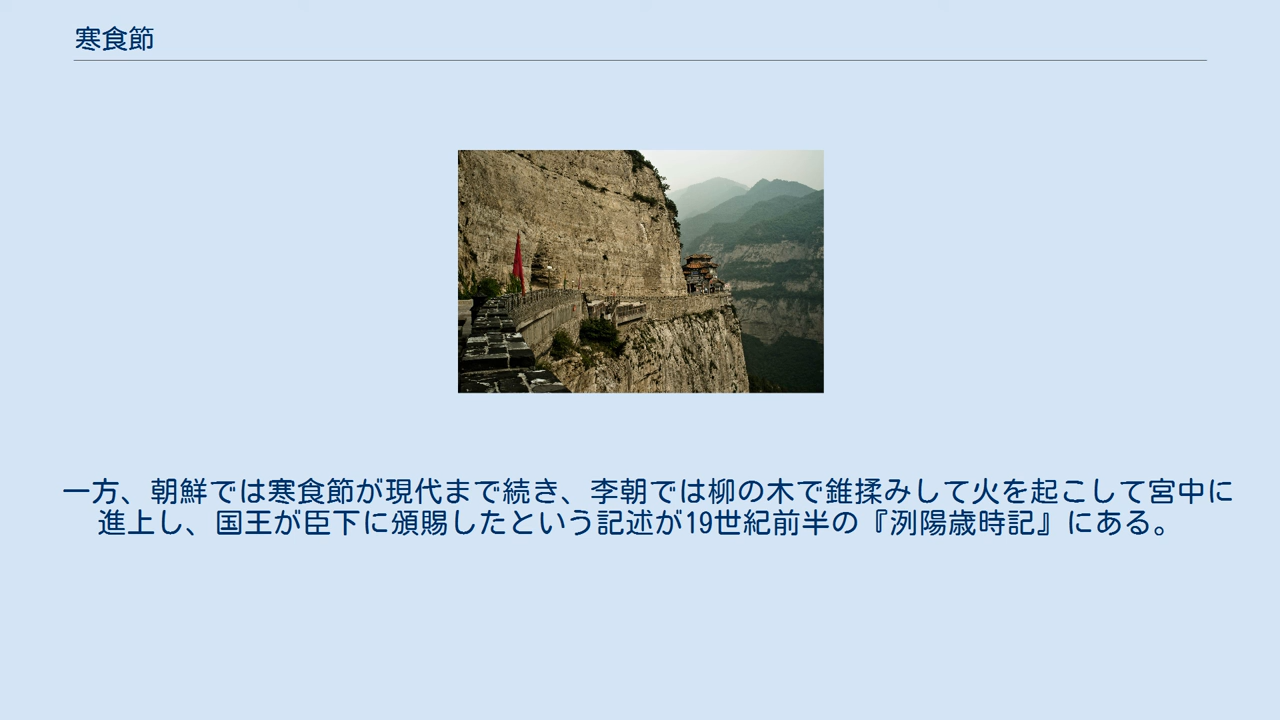 寒食節
一方、朝鮮では寒食節が現代まで続き、李朝では柳の木で錐揉みして火を起こして宮中に
進上し、国王が臣下に頒賜したという記述が19世紀前半の『洌陽歳時記』にある。